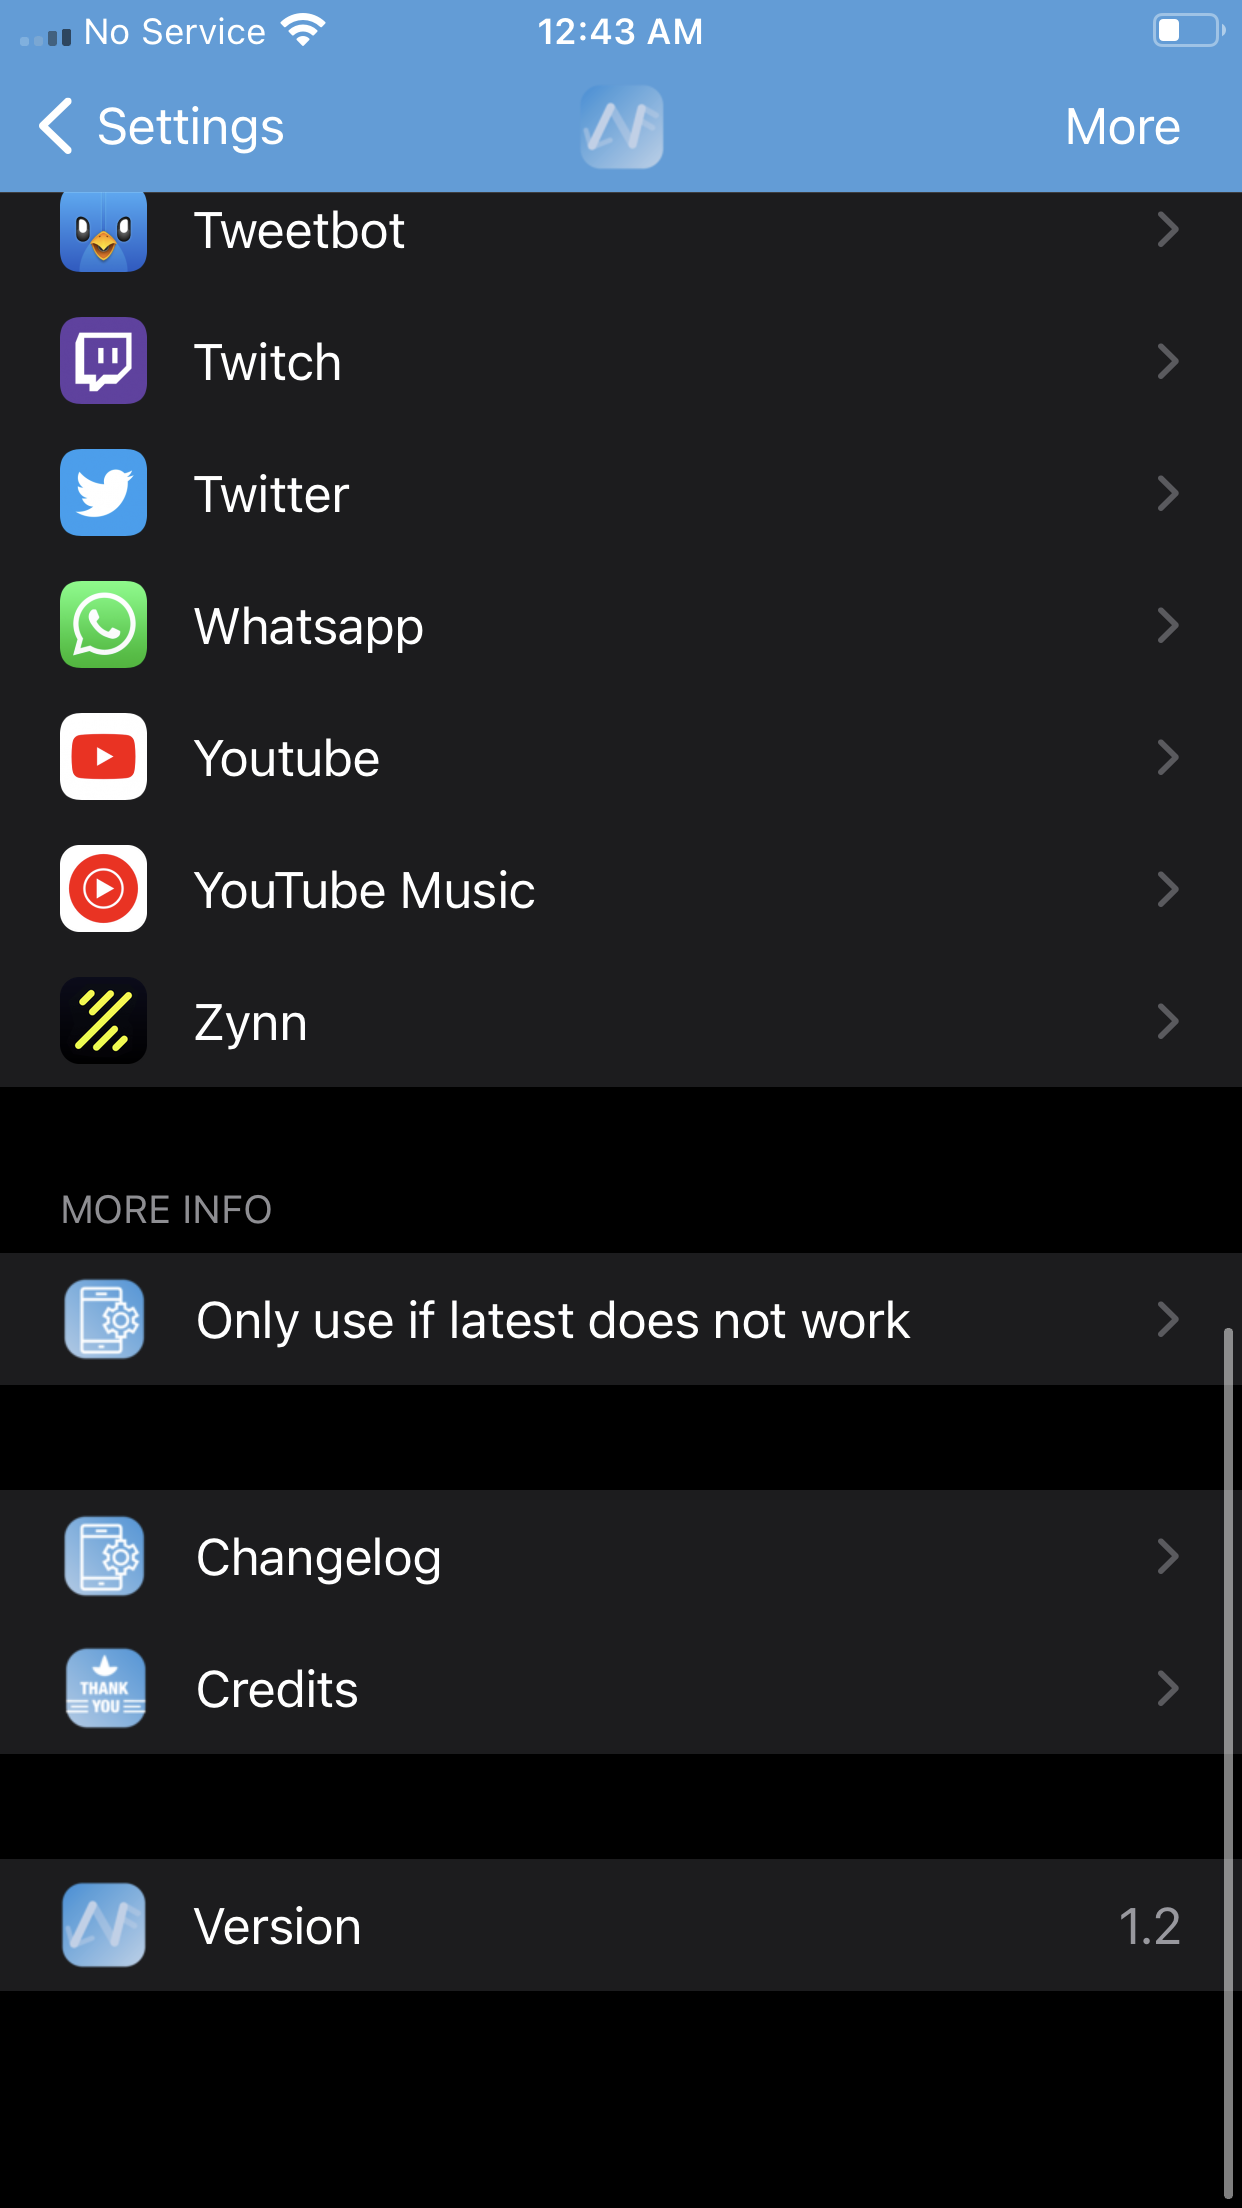 No Service
12:43 AM
Settings
More
Tweetbot
Twitch
Twitter
Whatsapp
Youtube
YouTube Music
Zynn
MORE INFO
Only use if latest does not work
Changelog
THANK
YOU
Credits
Version
1.2